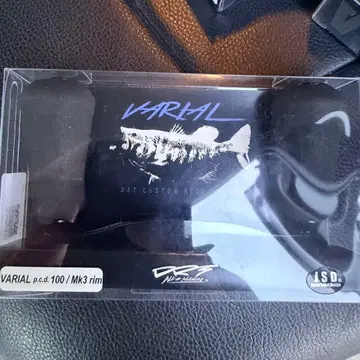 VARIAL
DRT CUSTOM
DRT
VARIAL p.c.d. 100 / Mk3 rim
J.S.D.